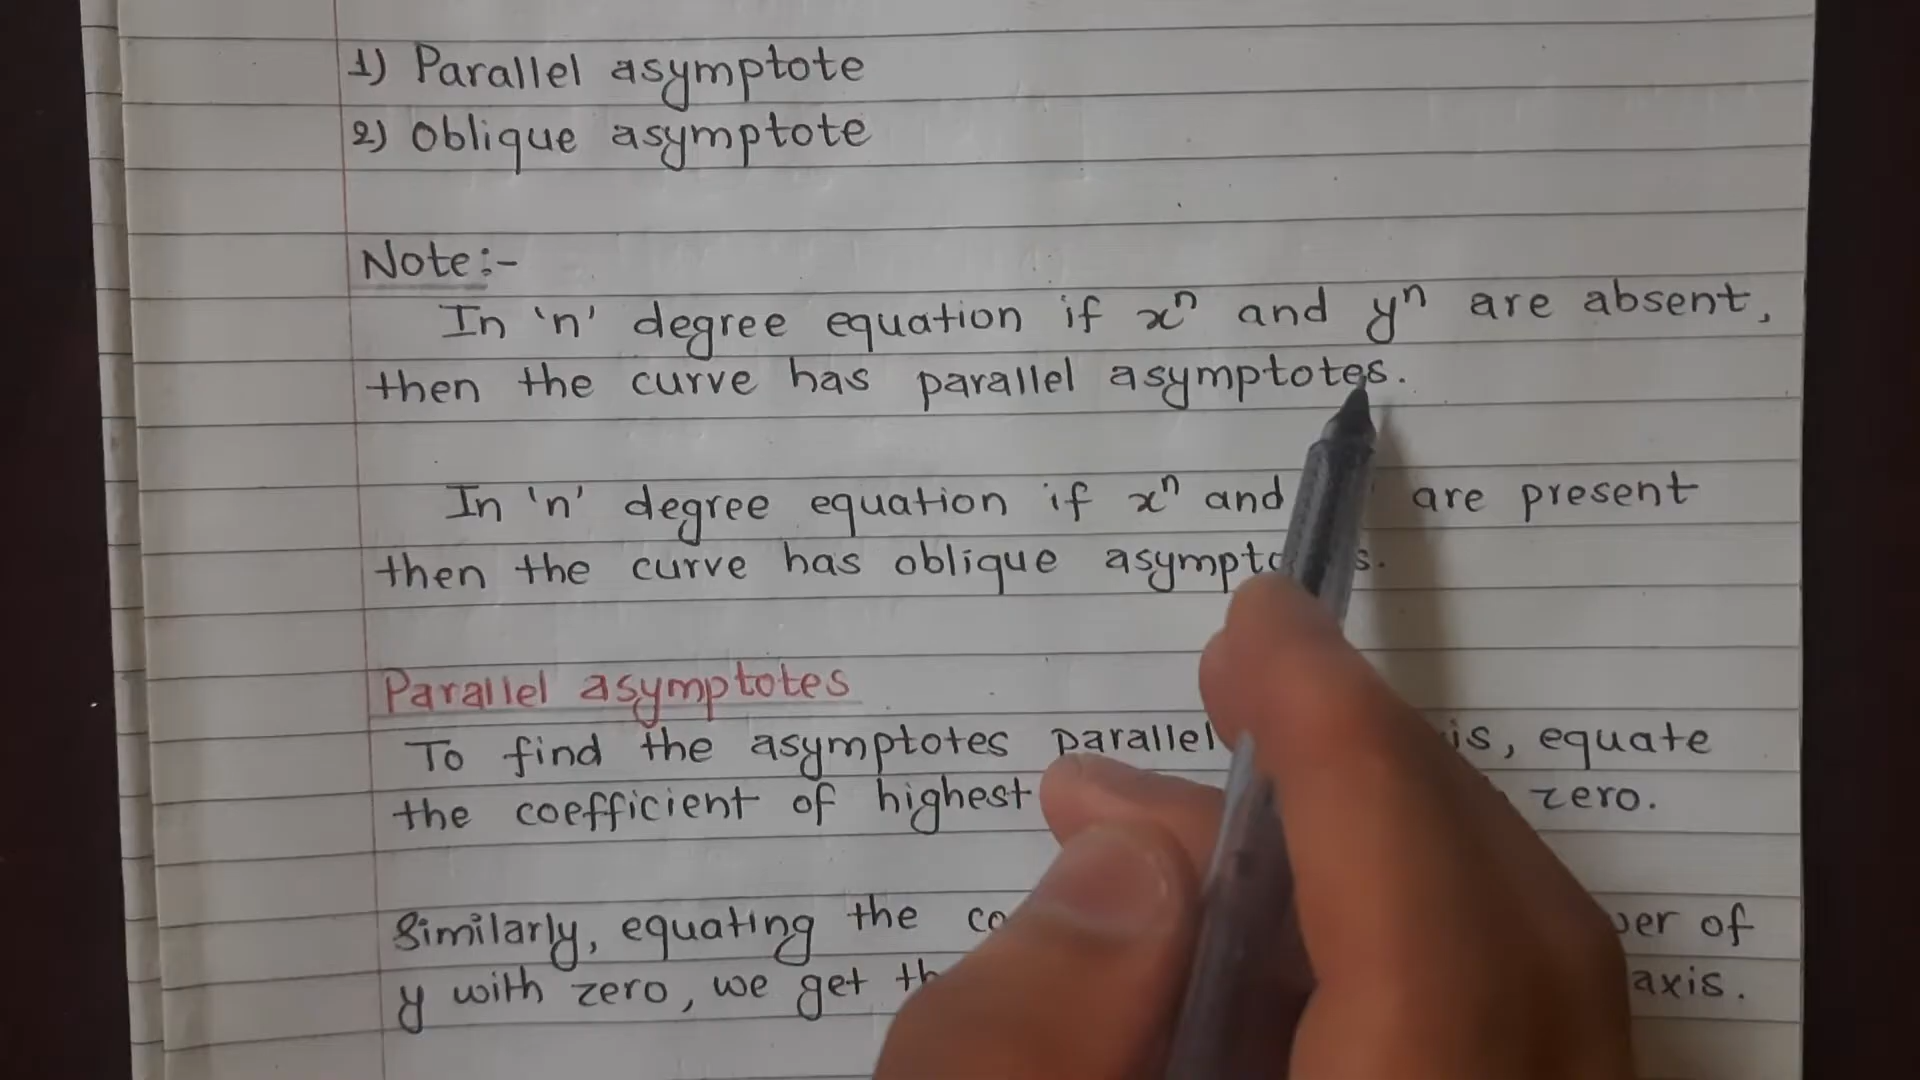 1) Parallel asymptote
2) Oblique asymptote
Note:-
In 'n' degree equation if xⁿ and yⁿ are absent,
then the curve has parallel asymptotes.
In 'n' degree equation if xⁿ and are present
then the curve has oblique
Parallel asymptotes
To find the asymptotes parallel equate
the coefficient of highest zero.
Similarly, equating the of
y with zero, we get axis.